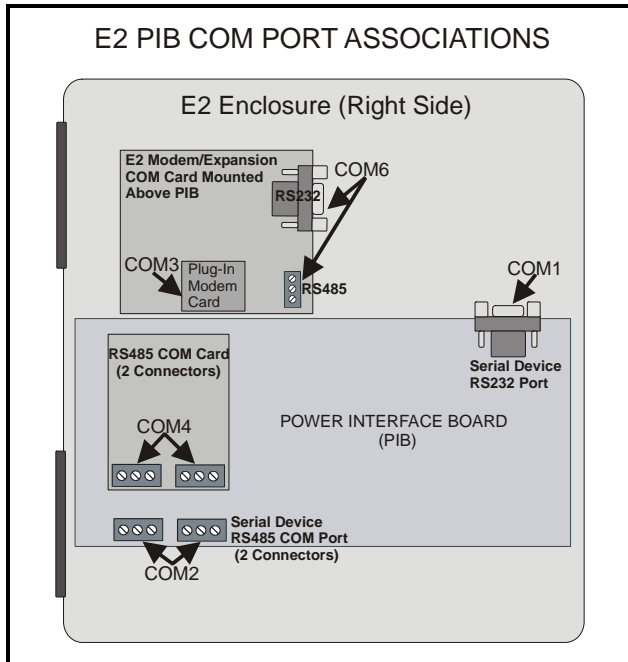 E2 PIB COM PORT ASSOCIATIONS
E2 Enclosure (Right Side)
E2 Modem/Expansion
COM Card Mounted
Above PIB
COM6
RS232
COM3
Plug-In
Modem
Card
RS485
COM1
Serial Device
RS232 Port
RS485 COM Card
(2 Connectors)
COM4
POWER INTERFACE BOARD
(PIB)
Serial Device
RS485 COM Port
(2 Connectors)
COM2